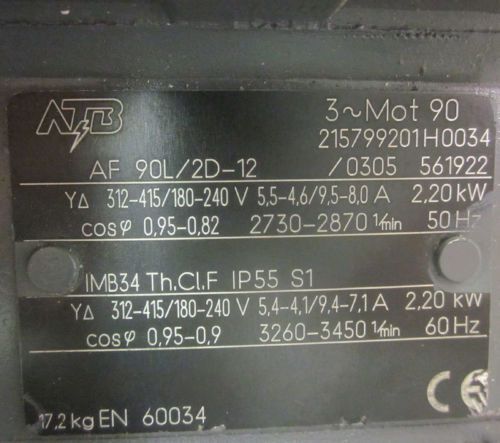 ATB 3~Mot 90
215799201H0034
AF 90L/2D-12 /0305 561922
YΔ 312-415/180-240 V 5,5-4,6/9,5-8,0 A 2,20 kW
cosφ 0,95-0,82 2730-2870 1/min 50 Hz
IMB34 Th.Cl.F IP55 S1
YΔ 312-415/180-240 V 5,4-4,1/9,4-7,1 A 2,20 kW
cosφ 0,95-0,9 3260-3450 1/min 60 Hz
17,2 kg EN 60034 CE